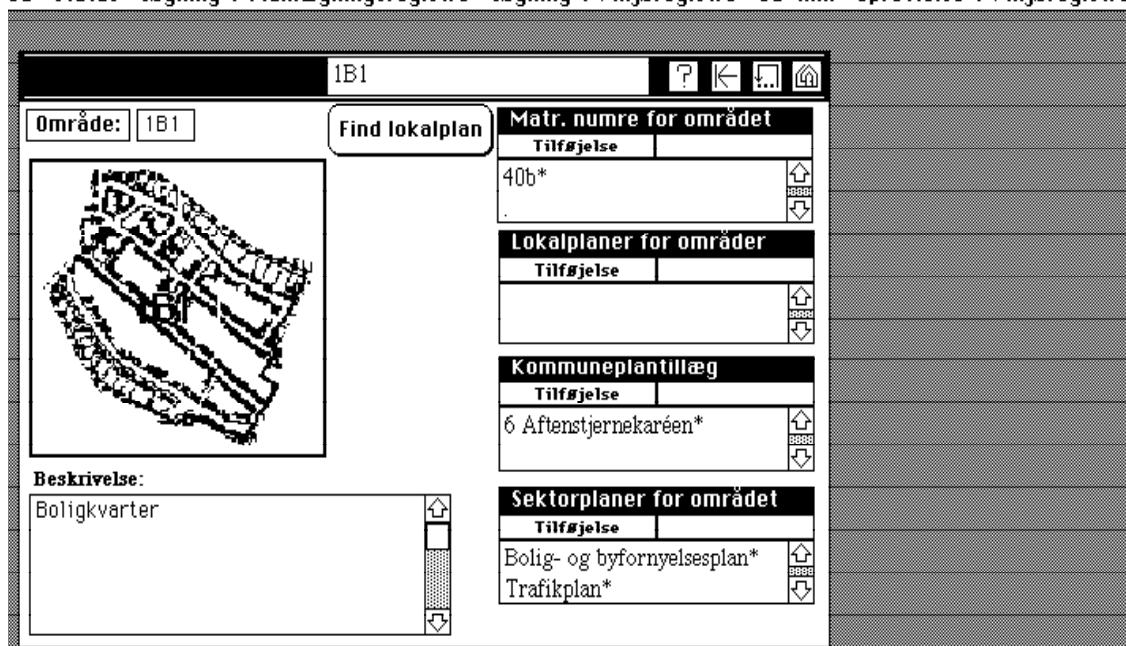 1B1
?
Område: 1B1
Find lokalplan
Matr. numre for området
Tilføjelse
40b*
.
Lokalplaner for områder
Tilføjelse
1B1
Kommuneplantillæg
Tilføjelse
6 Aftenstjernekaréen*
Beskrivelse:
Boligkvarter
Sektorplaner for området
Tilføjelse
Bolig- og byfornyelsesplan*
Trafikplan*